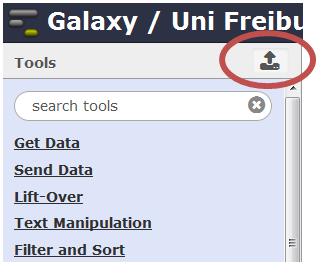 Galaxy / Uni Freibu
Tools
search tools
Get Data
Send Data
Lift-Over
Text Manipulation
Filter and Sort